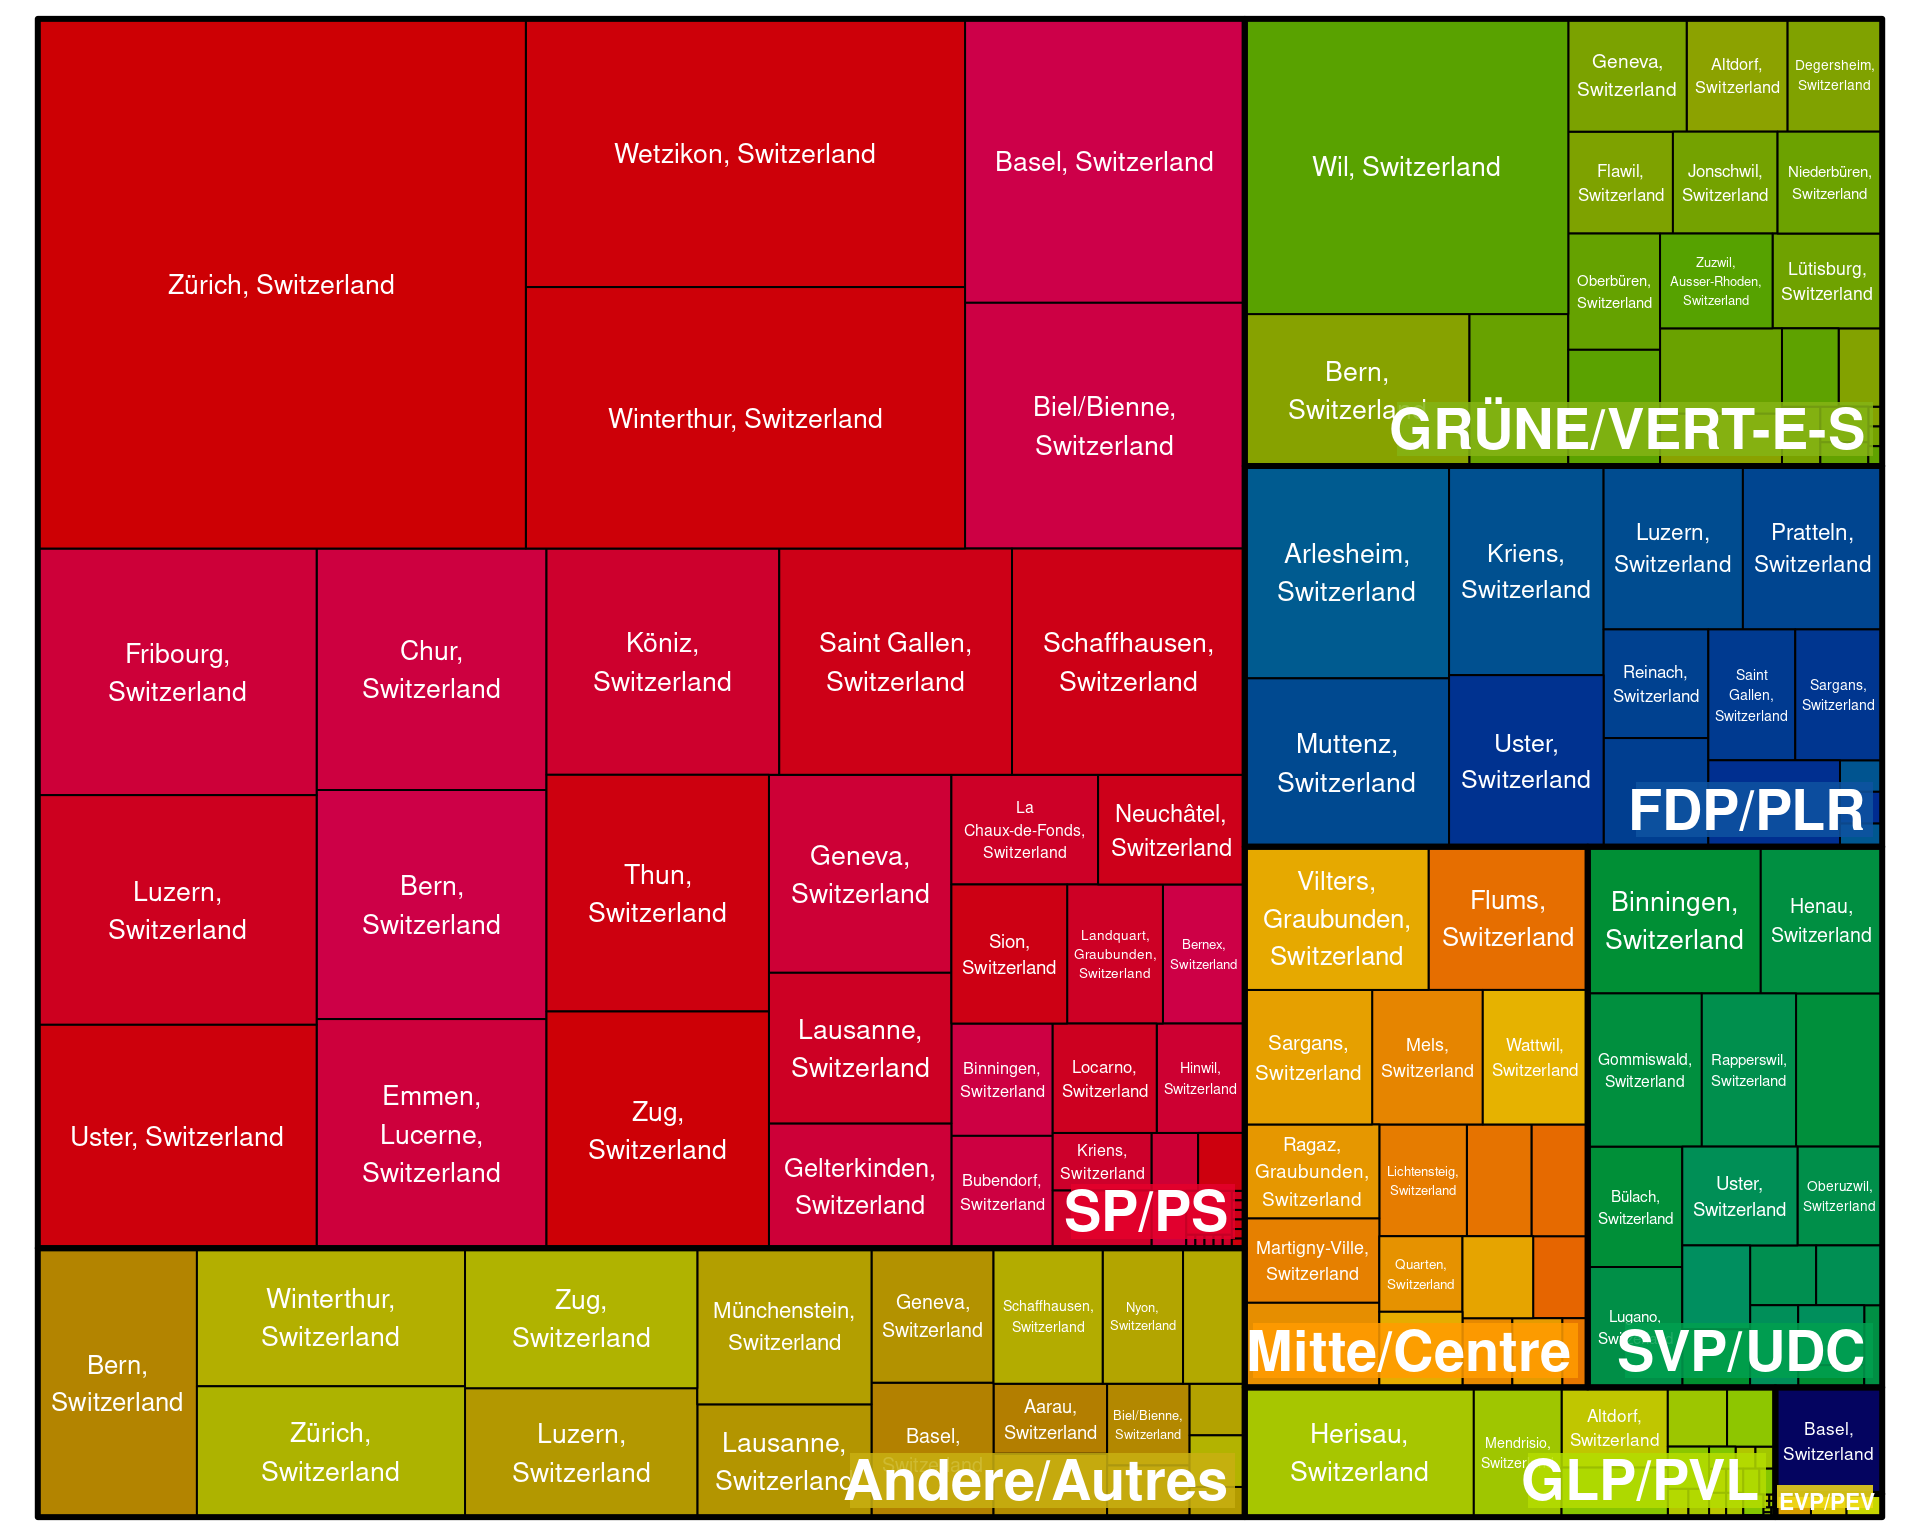 Zürich, Switzerland
Wetzikon, Switzerland
Winterthur, Switzerland
Basel, Switzerland
Biel/Bienne,
Switzerland
Fribourg,
Switzerland
Luzern,
Switzerland
Uster, Switzerland
Chur,
Switzerland
Bern,
Switzerland
Emmen,
Lucerne,
Switzerland
Köniz,
Switzerland
Saint Gallen,
Switzerland
Schaffhausen,
Switzerland
Thun,
Switzerland
Zug,
Switzerland
Geneva,
Switzerland
Lausanne,
Switzerland
Gelterkinden,
Switzerland
La
Chaux-de-Fonds,
Switzerland
Neuchâtel,
Switzerland
Sion,
Switzerland
Landquart,
Graubunden,
Switzerland
Bernex,
Switzerland
Binningen,
Switzerland
Locarno,
Switzerland
Hinwil,
Switzerland
Bubendorf,
Switzerland
Kriens,
Switzerland
SP/PS
Bern,
Switzerland
Winterthur,
Switzerland
Zürich,
Switzerland
Zug,
Switzerland
Luzern,
Switzerland
Münchenstein,
Switzerland
Lausanne,
Switzerland
Geneva,
Switzerland
Basel,
Switzerland
Schaffhausen,
Switzerland
Nyon,
Switzerland
Aarau,
Switzerland
Biel/Bienne,
Switzerland
Andere/Autres
Wil, Switzerland
Bern,
Switzerland
Geneva,
Switzerland
Altdorf,
Switzerland
Degersheim,
Switzerland
Flawil,
Switzerland
Jonschwil,
Switzerland
Niederbüren,
Switzerland
Oberbüren,
Switzerland
Zuzwil,
Ausser-Rhoden,
Switzerland
Lütisburg,
Switzerland
GRÜNE/VERT-E-S
Arlesheim,
Switzerland
Muttenz,
Switzerland
Kriens,
Switzerland
Uster,
Switzerland
Luzern,
Switzerland
Pratteln,
Switzerland
Reinach,
Switzerland
Saint
Gallen,
Switzerland
Sargans,
Switzerland
FDP/PLR
Vilters,
Graubunden,
Switzerland
Flums,
Switzerland
Sargans,
Switzerland
Mels,
Switzerland
Wattwil,
Switzerland
Ragaz,
Graubunden,
Switzerland
Lichtensteig,
Switzerland
Martigny-Ville,
Switzerland
Quarten,
Switzerland
Mitte/Centre
Binningen,
Switzerland
Henau,
Switzerland
Gommiswald,
Switzerland
Rapperswil,
Switzerland
Bülach,
Switzerland
Uster,
Switzerland
Oberuzwil,
Switzerland
Lugano,
SVP/UDC
Herisau,
Switzerland
Mendrisio,
Altdorf,
Switzerland
GLP/PVL
Basel,
Switzerland
EVP/PEV